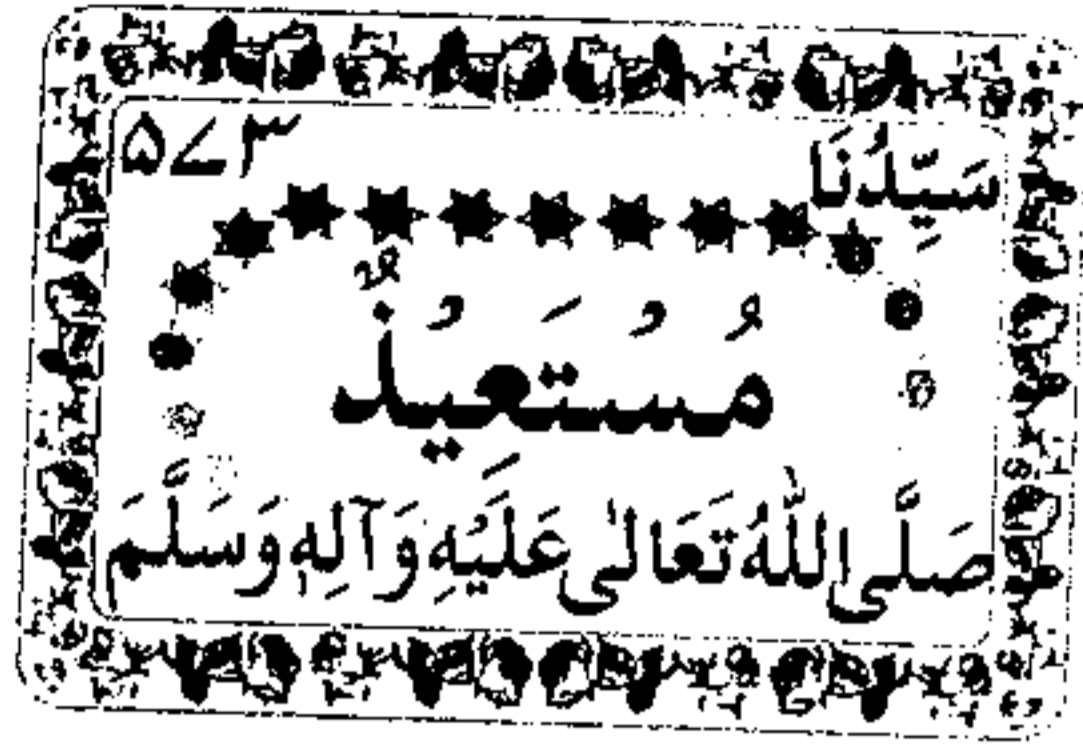 سَيِّدُنَا ۵۷۳
مُسْتَعِيْذٌ
صَلَّى اللّٰهُ تَعَالٰى عَلَيْهِ وَآلِهٖ وَسَلَّمَ